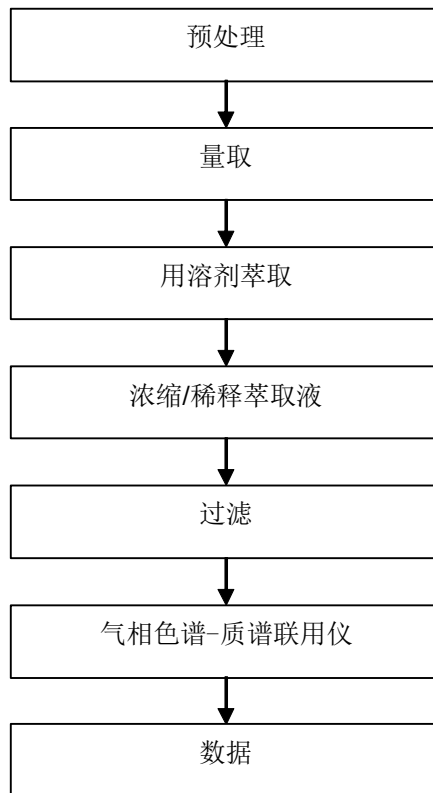 预处理
量取
用溶剂萃取
浓缩/稀释萃取液
过滤
气相色谱-质谱联用仪
数据